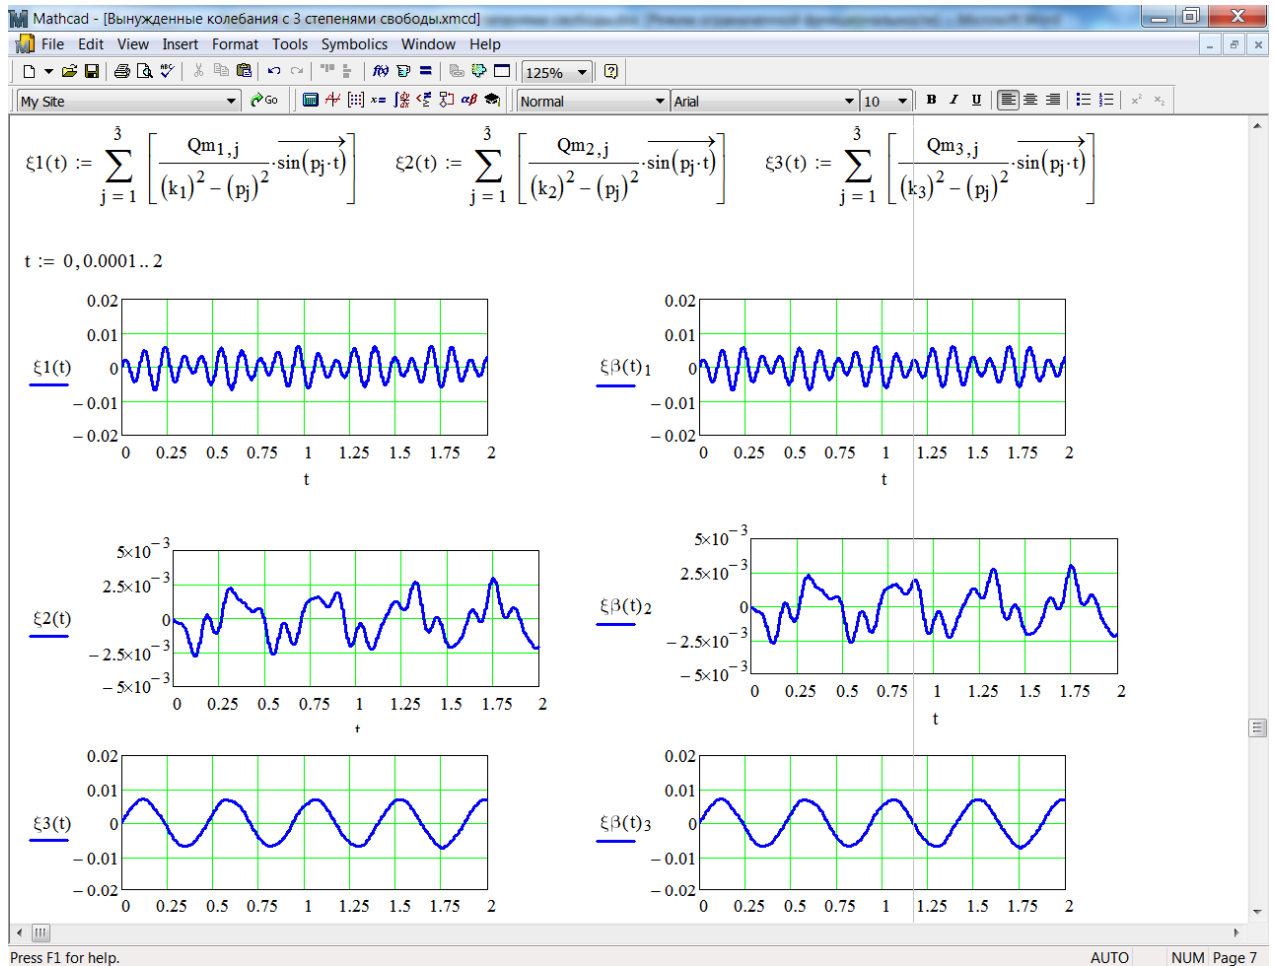 Mathcad - [Вынужденные колебания с 3 степенями свободы.xmcd]
File Edit View Insert Format Tools Symbolics Window Help
125%
My Site Go Normal Arial 10 B I U
ξ1(t) := ∑ j = 1 3 [ Qm1,j / ((k1)^2 − (pj)^2) · sin(pj·t) ] ξ2(t) := ∑ j = 1 3 [ Qm2,j / ((k2)^2 − (pj)^2) · sin(pj·t) ] ξ3(t) := ∑ j = 1 3 [ Qm3,j / ((k3)^2 − (pj)^2) · sin(pj·t) ]
t := 0, 0.0001 .. 2
0.02
0.01
0
− 0.01
− 0.02
ξ1(t)
0 0.25 0.5 0.75 1 1.25 1.5 1.75 2
t
0.02
0.01
0
− 0.01
− 0.02
ξβ(t)1
0 0.25 0.5 0.75 1 1.25 1.5 1.75 2
t
5×10−3
2.5×10−3
0
− 2.5×10−3
− 5×10−3
ξ2(t)
0 0.25 0.5 0.75 1 1.25 1.5 1.75 2
t
5×10−3
2.5×10−3
0
− 2.5×10−3
− 5×10−3
ξβ(t)2
0 0.25 0.5 0.75 1 1.25 1.5 1.75 2
t
0.02
0.01
0
− 0.01
− 0.02
ξ3(t)
0 0.25 0.5 0.75 1 1.25 1.5 1.75 2
0.02
0.01
0
− 0.01
− 0.02
ξβ(t)3
0 0.25 0.5 0.75 1 1.25 1.5 1.75 2
Press F1 for help. AUTO NUM Page 7